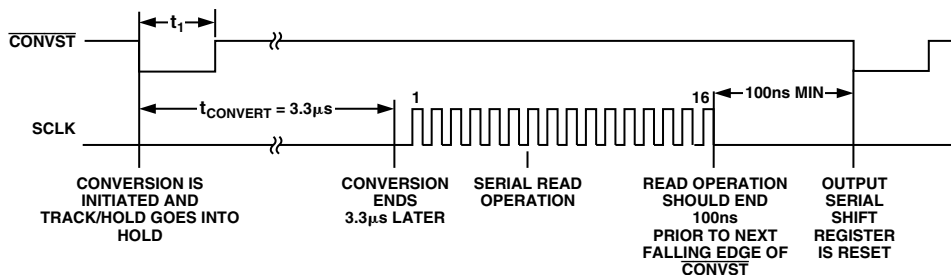 t1
CONVST
1
16
100ns MIN
tCONVERT = 3.3μs
SCLK
CONVERSION IS
INITIATED AND
TRACK/HOLD GOES INTO
HOLD
CONVERSION
ENDS
3.3μs LATER
SERIAL READ
OPERATION
READ OPERATION
SHOULD END
100ns
PRIOR TO NEXT
FALLING EDGE OF
CONVST
OUTPUT
SERIAL
SHIFT
REGISTER
IS RESET